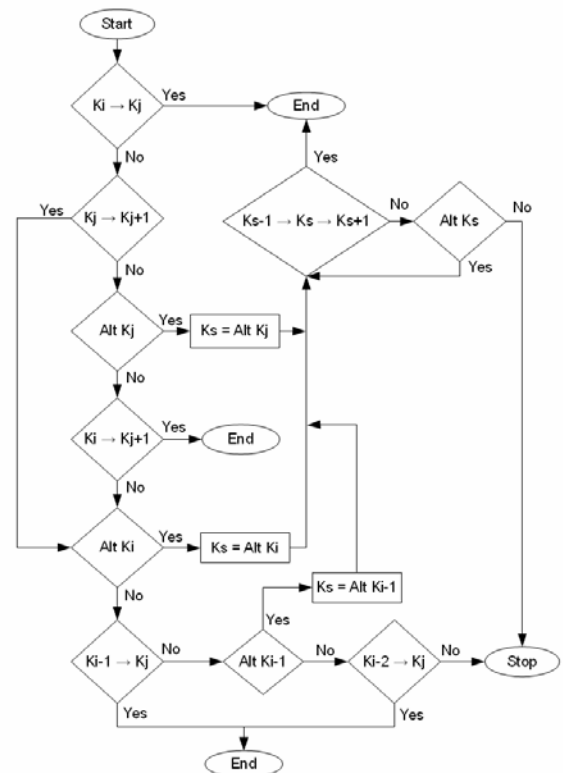 Start
Ki → Kj
Yes
End
No
Yes
Yes
Kj → Kj+1
Ks-1 → Ks → Ks+1
No
Alt Ks
No
No
Yes
Alt Kj
Yes
Ks = Alt Kj
No
Ki → Kj+1
Yes
End
No
Alt Ki
Yes
Ks = Alt Ki
No
Ks = Alt Ki-1
Yes
Ki-1 → Kj
No
Alt Ki-1
No
Ki-2 → Kj
No
Stop
Yes
Yes
End